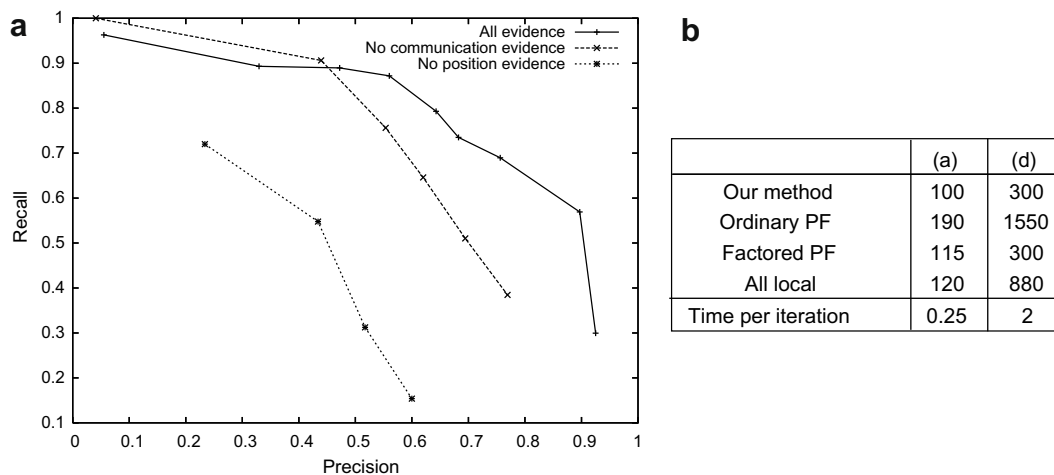 a
1
0.9
0.8
0.7
0.6
0.5
0.4
0.3
0.2
0.1
Recall
0 0.1 0.2 0.3 0.4 0.5 0.6 0.7 0.8 0.9 1
Precision
All evidence
No communication evidence
No position evidence
b
(a) (d)
Our method 100 300
Ordinary PF 190 1550
Factored PF 115 300
All local 120 880
Time per iteration 0.25 2